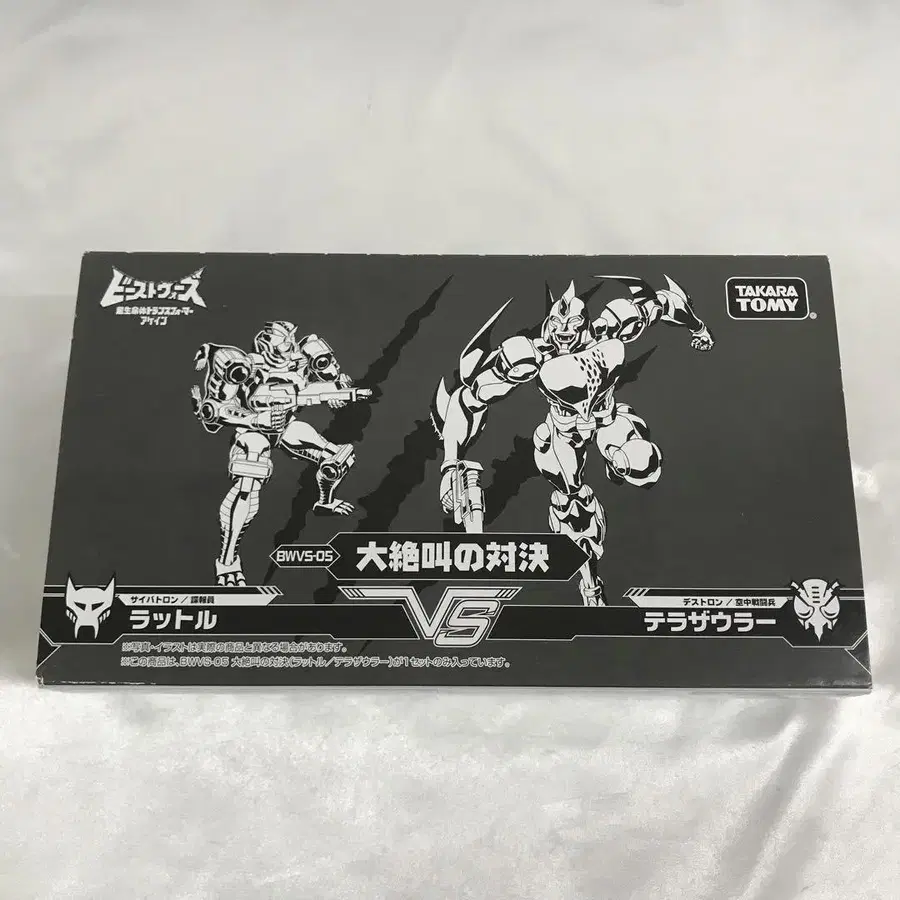 ビーストウォーズ
超生命体トランスフォーマー
アゲイン
TAKARA
TOMY
BWVS-05
大絶叫の対決
サイバトロン／諜報員
ラットル
VS
デストロン／空中戦闘兵
テラザウラー
※写真・イラストは実際の商品と異なる場合があります。
※この商品は、BWVS-05 大絶叫の対決(ラットル／テラザウラー)が1セットのみ入っています。